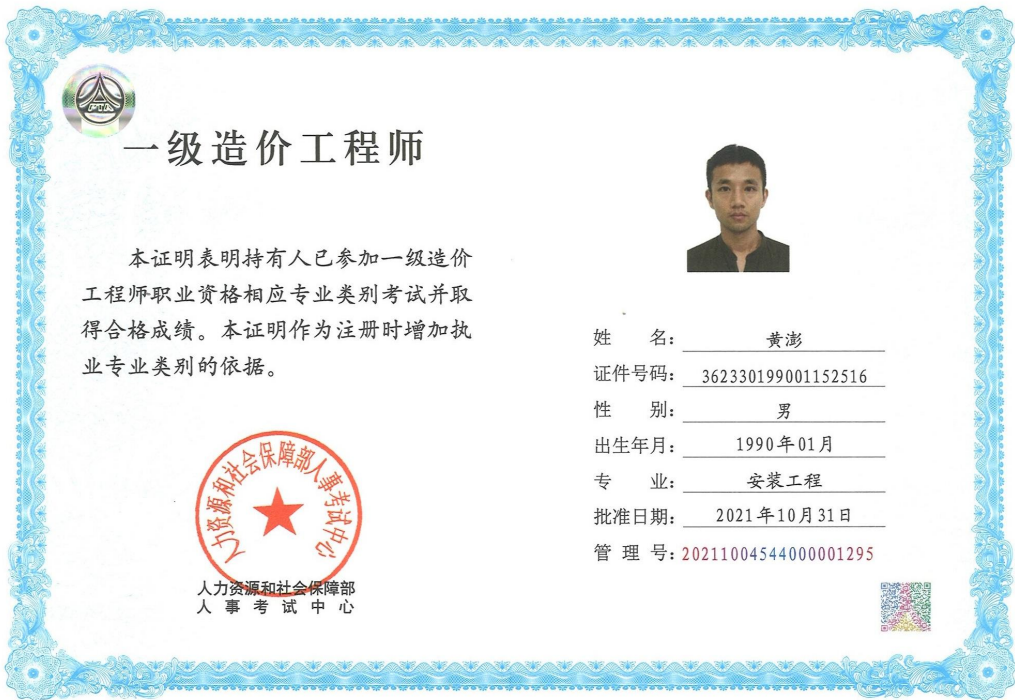 一级造价工程师
本证明表明持有人已参加一级造价
工程师职业资格相应专业类别考试并取
得合格成绩。本证明作为注册时增加执
业专业类别的依据。
人力资源和社会保障部人事考试中心
人力资源和社会保障部
人事考试中心
姓 名: 黄澎
证件号码: 362330199001152516
性 别: 男
出生年月: 1990年01月
专 业: 安装工程
批准日期: 2021年10月31日
管 理 号: 20211004544000001295